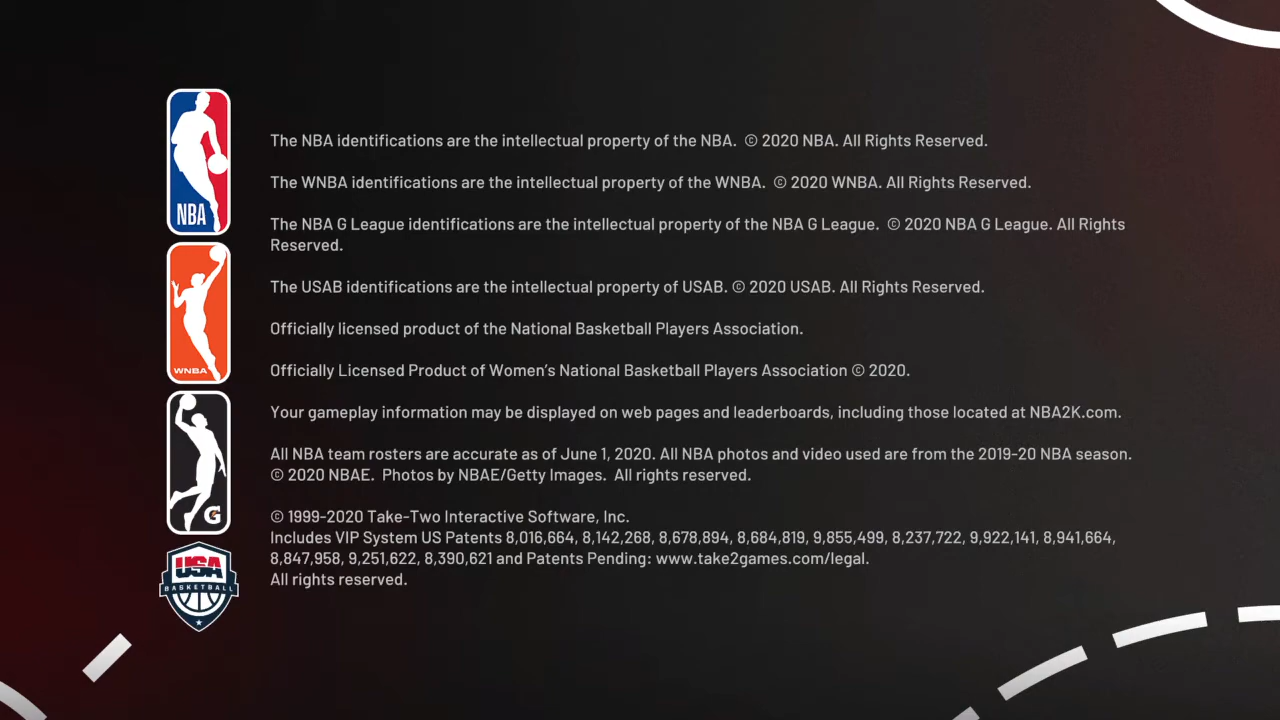 NBA
The NBA identifications are the intellectual property of the NBA.  © 2020 NBA. All Rights Reserved.
The WNBA identifications are the intellectual property of the WNBA.  © 2020 WNBA. All Rights Reserved.
The NBA G League identifications are the intellectual property of the NBA G League.  © 2020 NBA G League. All Rights
Reserved.
WNBA
The USAB identifications are the intellectual property of USAB. © 2020 USAB. All Rights Reserved.
Officially licensed product of the National Basketball Players Association.
Officially Licensed Product of Women's National Basketball Players Association © 2020.
G
Your gameplay information may be displayed on web pages and leaderboards, including those located at NBA2K.com.
All NBA team rosters are accurate as of June 1, 2020. All NBA photos and video used are from the 2019-20 NBA season.
© 2020 NBAE.  Photos by NBAE/Getty Images.  All rights reserved.
USA
BASKETBALL
© 1999-2020 Take-Two Interactive Software, Inc.
Includes VIP System US Patents 8,016,664, 8,142,268, 8,678,894, 8,684,819, 9,855,499, 8,237,722, 9,922,141, 8,941,664,
8,847,958, 9,251,622, 8,390,621 and Patents Pending: www.take2games.com/legal.
All rights reserved.